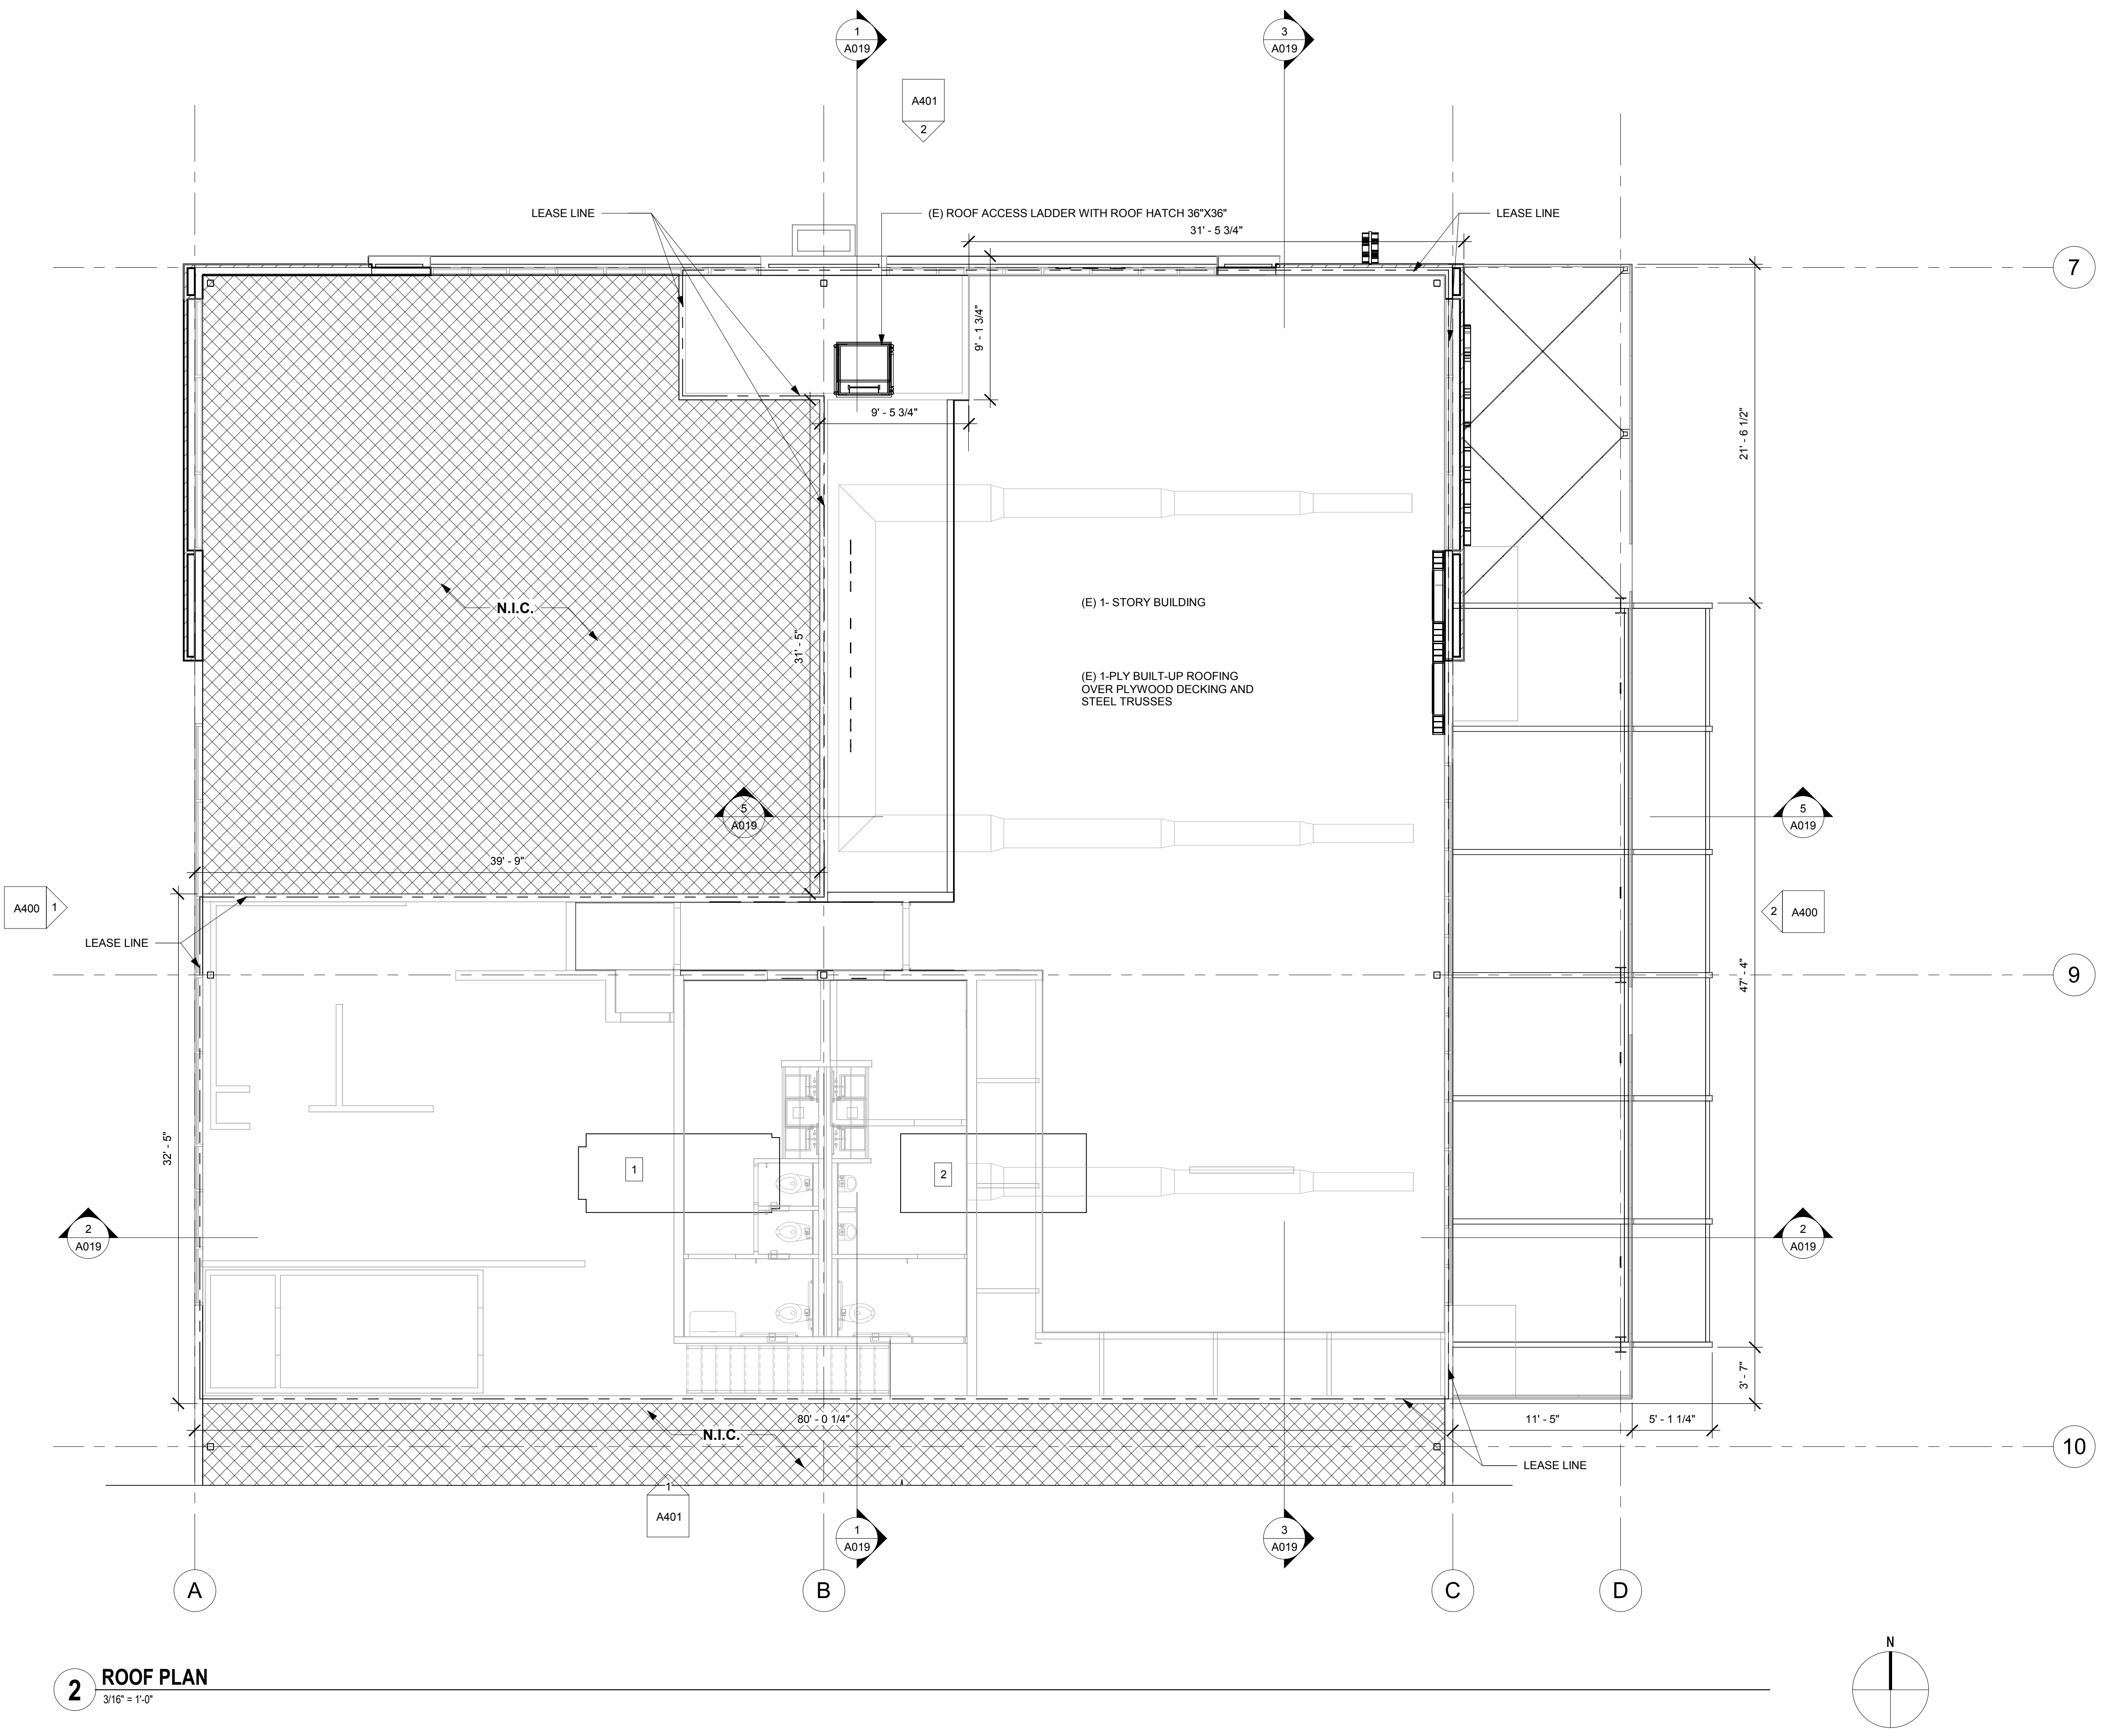 1
A019
3
A019
A401
2
LEASE LINE
(E) ROOF ACCESS LADDER WITH ROOF HATCH 36"X36"
LEASE LINE
31' - 5 3/4"
7
9' - 1 3/4"
9' - 5 3/4"
21' - 6 1/2"
N.I.C.
(E) 1- STORY BUILDING
31' - 5"
(E) 1-PLY BUILT-UP ROOFING
OVER PLYWOOD DECKING AND
STEEL TRUSSES
5
A019
5
A019
39' - 9"
A400
1
2
A400
LEASE LINE
9
47' - 4"
32' - 5"
1
2
2
A019
2
A019
3' - 7"
80' - 0 1/4"
11' - 5"
5' - 1 1/4"
N.I.C.
10
LEASE LINE
1
A401
1
A019
3
A019
A
B
C
D
N
2
ROOF PLAN
3/16" = 1'-0"